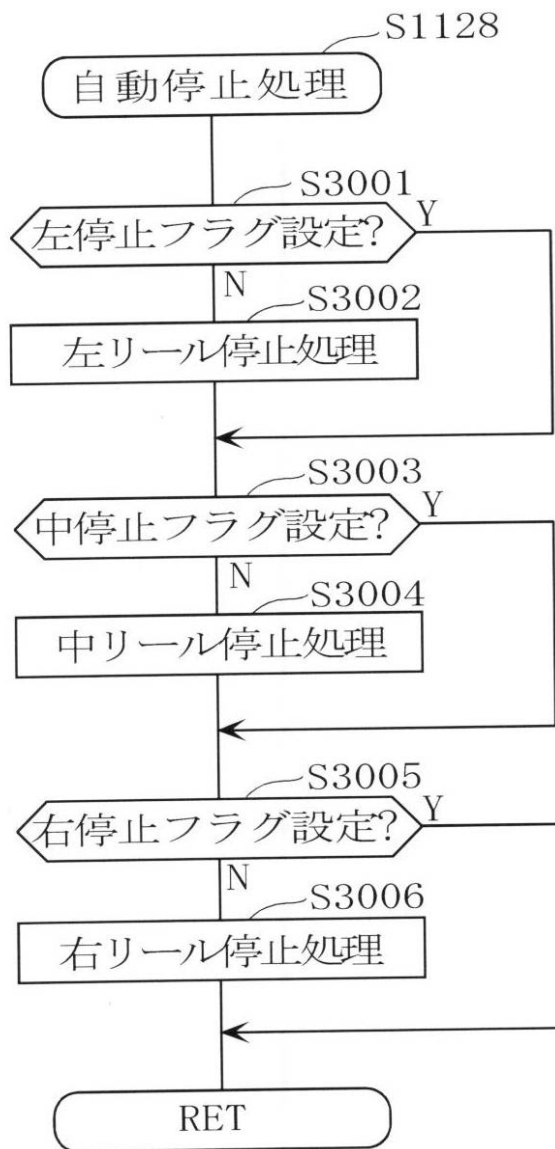 S1128
自動停止処理
S3001
左停止フラグ設定?
Y
N
S3002
左リール停止処理
S3003
中停止フラグ設定?
Y
N
S3004
中リール停止処理
S3005
右停止フラグ設定?
Y
N
S3006
右リール停止処理
RET